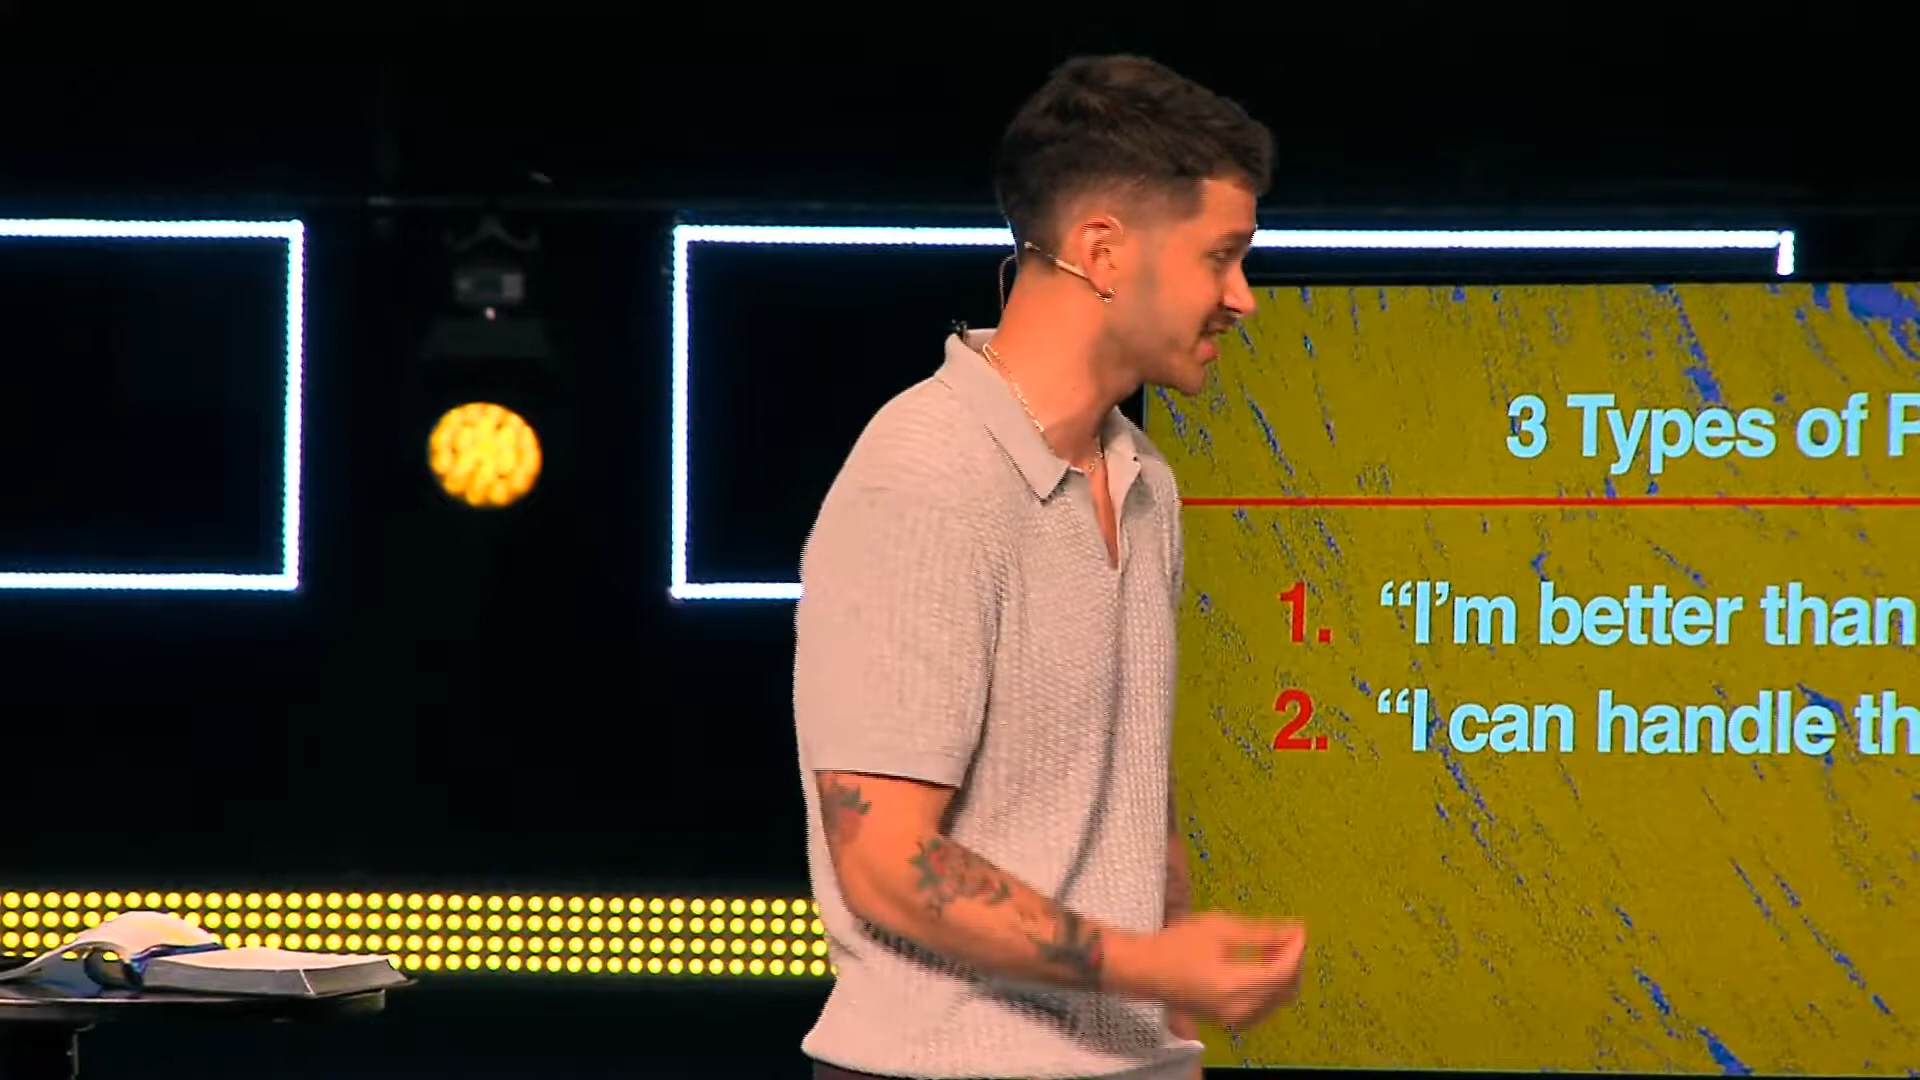 3 Types of P
1. “I’m better than
2. “I can handle th